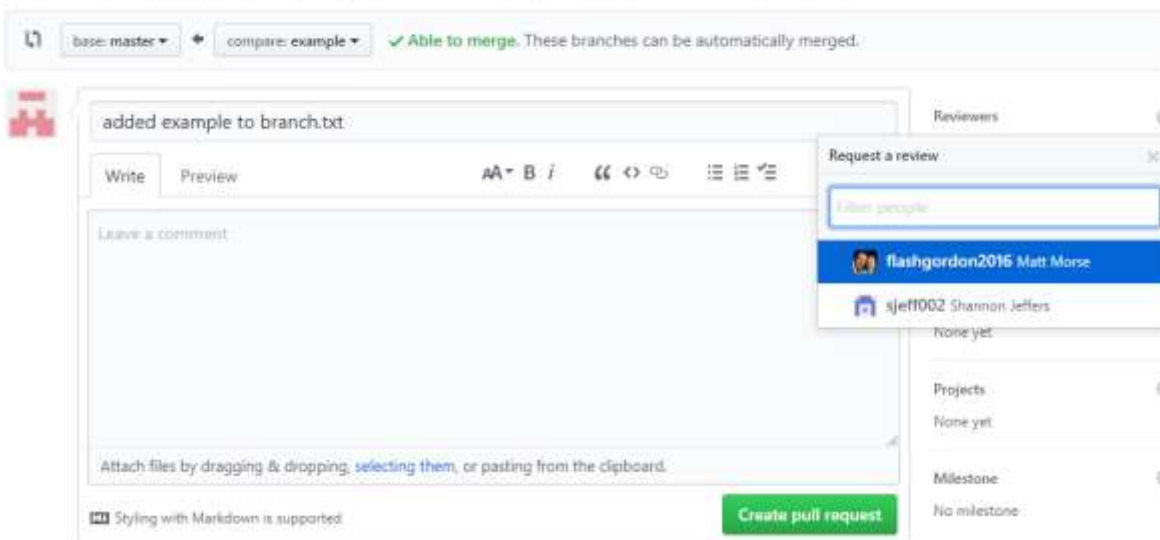 base: master compare: example Able to merge. These branches can be automatically merged.
added example to branch.txt
Reviewers
Request a review
Write Preview AA B i
Leave a comment
Filter people
flashgordon2016 Matt Morse
sjeff002 Shannon Jeffers
None yet
Projects
None yet
Attach files by dragging & dropping, selecting them, or pasting from the clipboard.
Milestone
No milestone
Styling with Markdown is supported
Create pull request